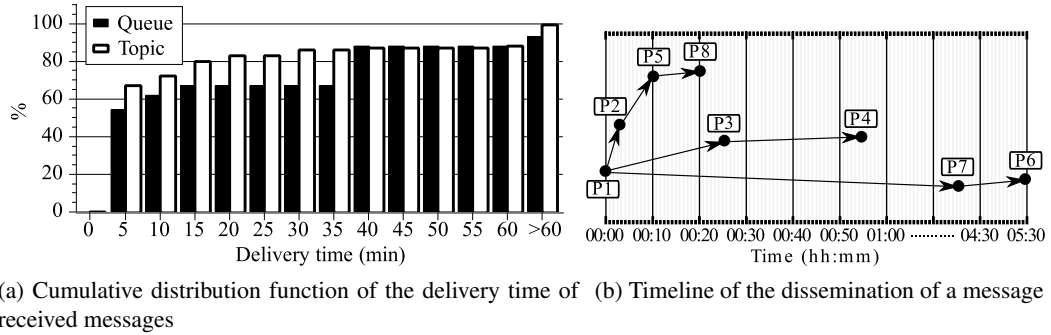 100
80
60
40
20
0
%
Queue
Topic
0 5 10 15 20 25 30 35 40 45 50 55 60 >60
Delivery time (min)
(a) Cumulative distribution function of the delivery time of
received messages
P5 P8
P2
P3 P4
P1
P7 P6
00:00 00:10 00:20 00:30 00:40 00:50 01:00 ......... 04:30 05:30
Time (hh:mm)
(b) Timeline of the dissemination of a message